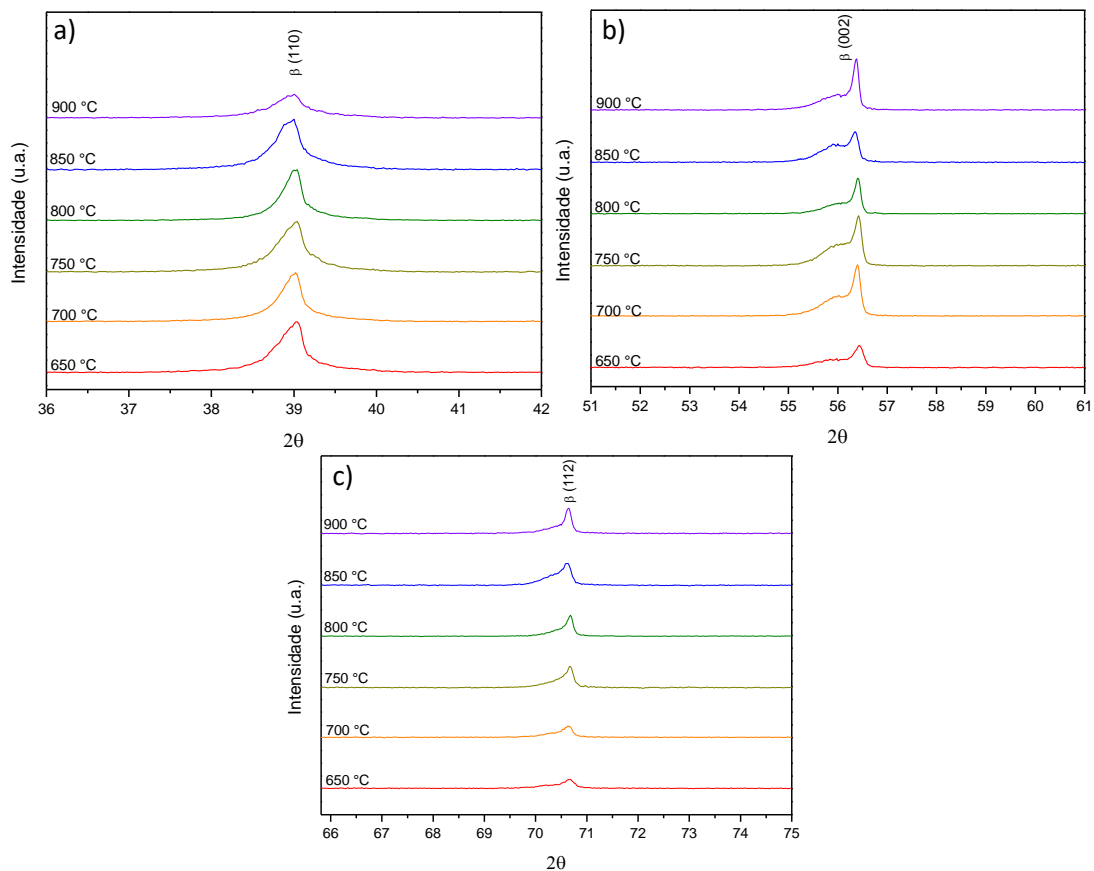 a)
β (110)
900 °C
850 °C
800 °C
750 °C
700 °C
650 °C
Intensidade (u.a.)
36 37 38 39 40 41 42
2θ
b)
β (002)
900 °C
850 °C
800 °C
750 °C
700 °C
650 °C
Intensidade (u.a.)
51 52 53 54 55 56 57 58 59 60 61
2θ
c)
β (112)
900 °C
850 °C
800 °C
750 °C
700 °C
650 °C
Intensidade (u.a.)
66 67 68 69 70 71 72 73 74 75
2θ